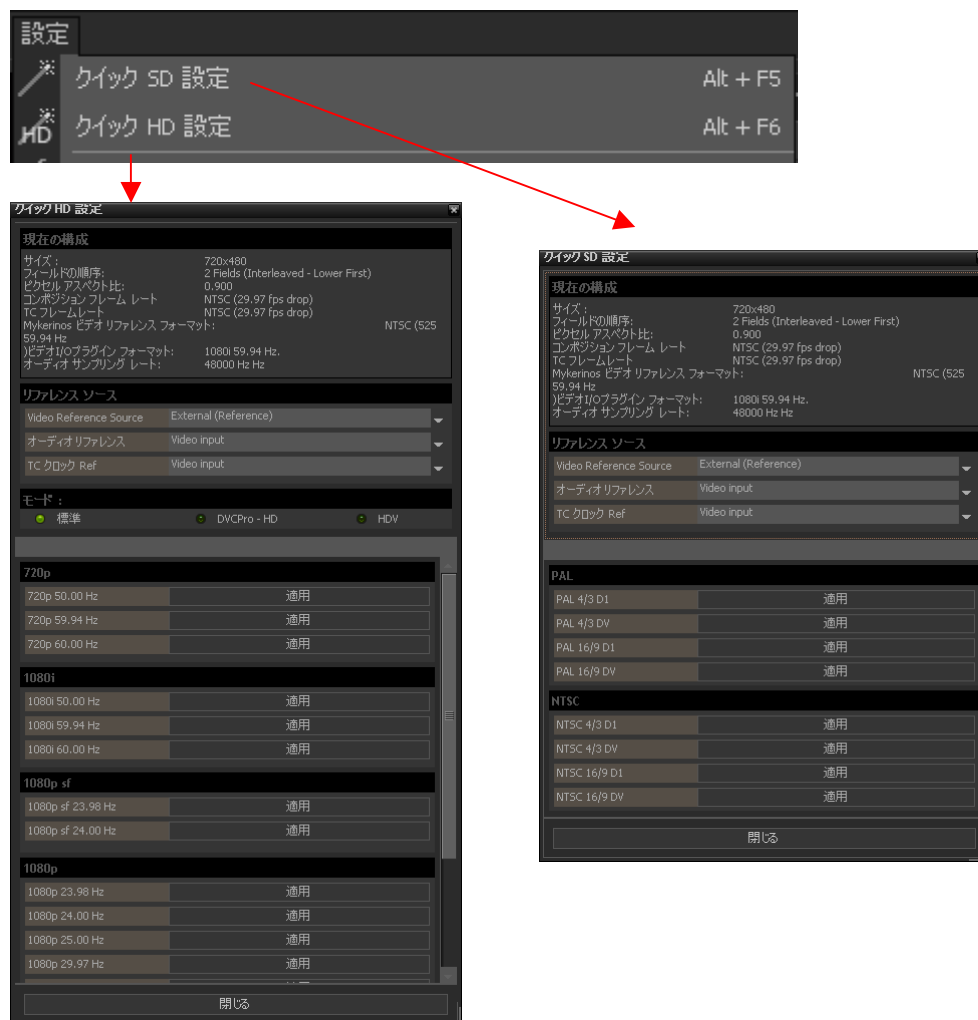 設定
クイック SD 設定 Alt + F5
HD クイック HD 設定 Alt + F6
クイック HD 設定
現在の構成
サイズ : 720x480
フィールドの順序: 2 Fields (Interleaved - Lower First)
ピクセル アスペクト比: 0.900
コンポジション フレーム レート NTSC (29.97 fps drop)
TC フレームレート NTSC (29.97 fps drop)
Mykerinos ビデオ リファレンス フォーマット: NTSC (525
59.94 Hz
)ビデオI/Oプラグイン フォーマット: 1080i 59.94 Hz.
オーディオ サンプリング レート: 48000 Hz Hz
リファレンス ソース
Video Reference Source External (Reference)
オーディオ リファレンス Video input
TC クロック Ref Video input
モード :
標準 DVCPro - HD HDV
720p
720p 50.00 Hz 適用
720p 59.94 Hz 適用
720p 60.00 Hz 適用
1080i
1080i 50.00 Hz 適用
1080i 59.94 Hz 適用
1080i 60.00 Hz 適用
1080p sf
1080p sf 23.98 Hz 適用
1080p sf 24.00 Hz 適用
1080p
1080p 23.98 Hz 適用
1080p 24.00 Hz 適用
1080p 25.00 Hz 適用
1080p 29.97 Hz 適用
閉じる
クイック SD 設定
現在の構成
サイズ : 720x480
フィールドの順序: 2 Fields (Interleaved - Lower First)
ピクセル アスペクト比: 0.900
コンポジション フレーム レート NTSC (29.97 fps drop)
TC フレームレート NTSC (29.97 fps drop)
Mykerinos ビデオ リファレンス フォーマット: NTSC (525
59.94 Hz
)ビデオI/Oプラグイン フォーマット: 1080i 59.94 Hz.
オーディオ サンプリング レート: 48000 Hz Hz
リファレンス ソース
Video Reference Source External (Reference)
オーディオ リファレンス Video input
TC クロック Ref Video input
PAL
PAL 4/3 D1 適用
PAL 4/3 DV 適用
PAL 16/9 D1 適用
PAL 16/9 DV 適用
NTSC
NTSC 4/3 D1 適用
NTSC 4/3 DV 適用
NTSC 16/9 D1 適用
NTSC 16/9 DV 適用
閉じる